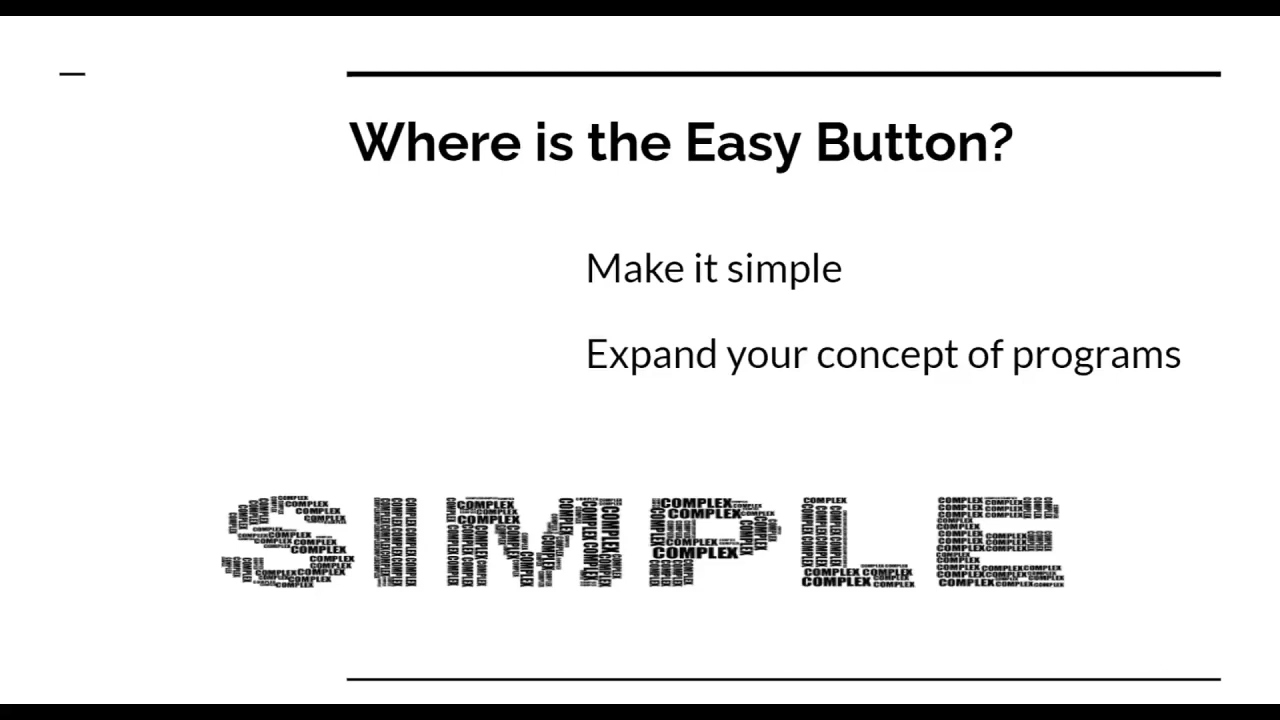 Where is the Easy Button?
Make it simple
Expand your concept of programs
SIMPLE